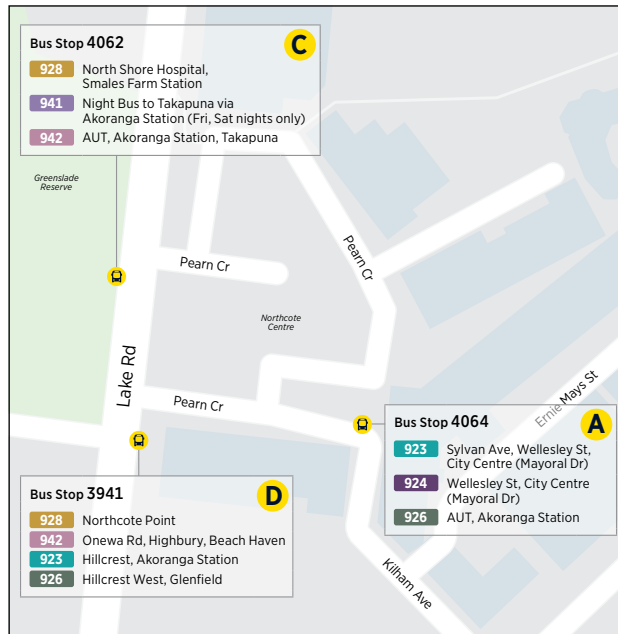 Bus Stop 4062
C
928 North Shore Hospital,
Smales Farm Station
941 Night Bus to Takapuna via
Akoranga Station (Fri, Sat nights only)
942 AUT, Akoranga Station, Takapuna
Greenslade
Reserve
Pearn Cr
Pearn Cr
Northcote
Centre
Lake Rd
Pearn Cr
Ernie Mays St
Bus Stop 4064
A
923 Sylvan Ave, Wellesley St,
City Centre (Mayoral Dr)
924 Wellesley St, City Centre
(Mayoral Dr)
926 AUT, Akoranga Station
Bus Stop 3941
D
928 Northcote Point
942 Onewa Rd, Highbury, Beach Haven
923 Hillcrest, Akoranga Station
926 Hillcrest West, Glenfield
Kilham Ave